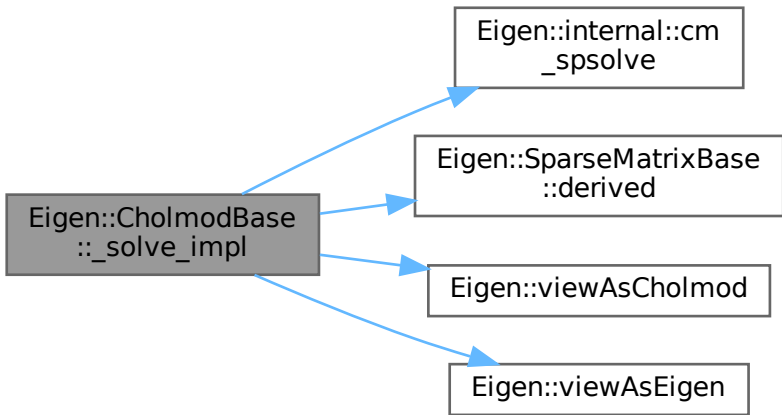 Eigen::internal::cm
_spsolve
Eigen::SparseMatrixBase
::derived
Eigen::CholmodBase
::_solve_impl
Eigen::viewAsCholmod
Eigen::viewAsEigen